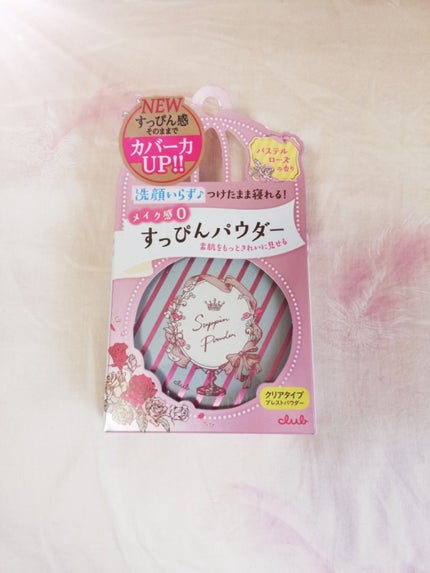 NEW
すっぴん感
そのままで
カバー力
UP!!
パステル
ローズ
の香り
洗顔いらず♪つけたまま寝れる!
メイク感0
すっぴんパウダー
素肌をもっときれいに見せる
Suppin
Powder
club
クリアタイプ
プレストパウダー
club